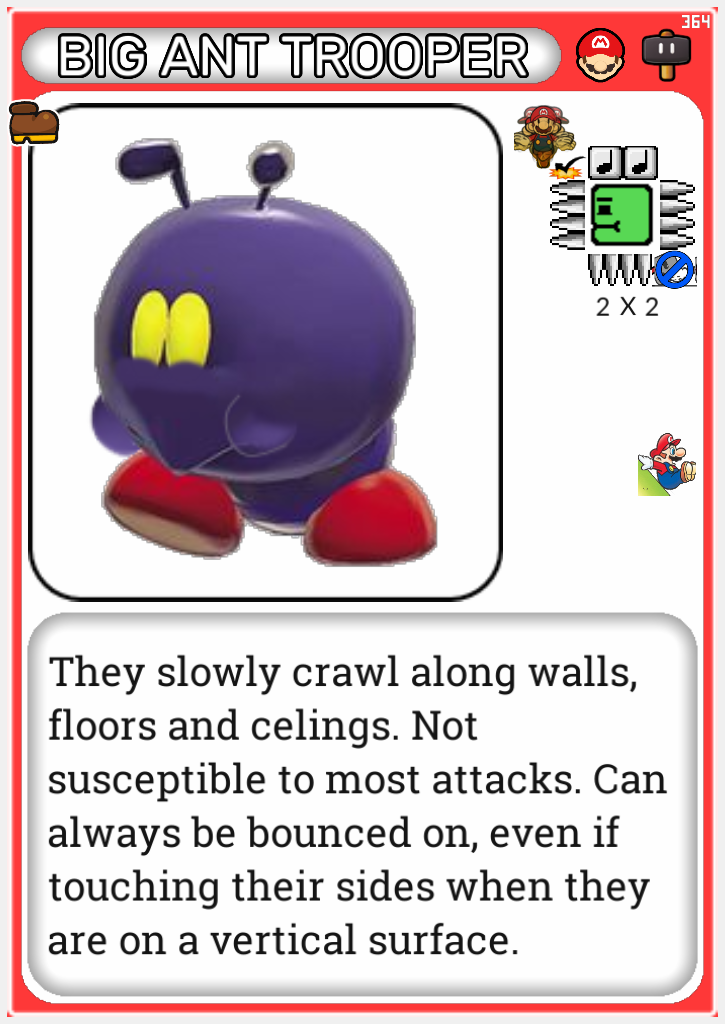 364
BIG ANT TROOPER
2 X 2
They slowly crawl along walls,
floors and celings. Not
susceptible to most attacks. Can
always be bounced on, even if
touching their sides when they
are on a vertical surface.